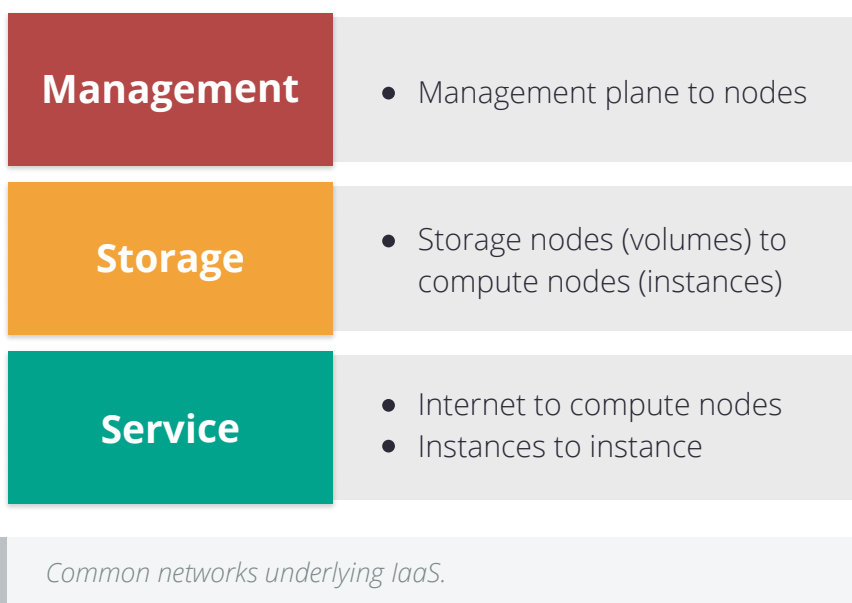 Management
• Management plane to nodes
Storage
• Storage nodes (volumes) to
compute nodes (instances)
Service
• Internet to compute nodes
• Instances to instance
Common networks underlying IaaS.